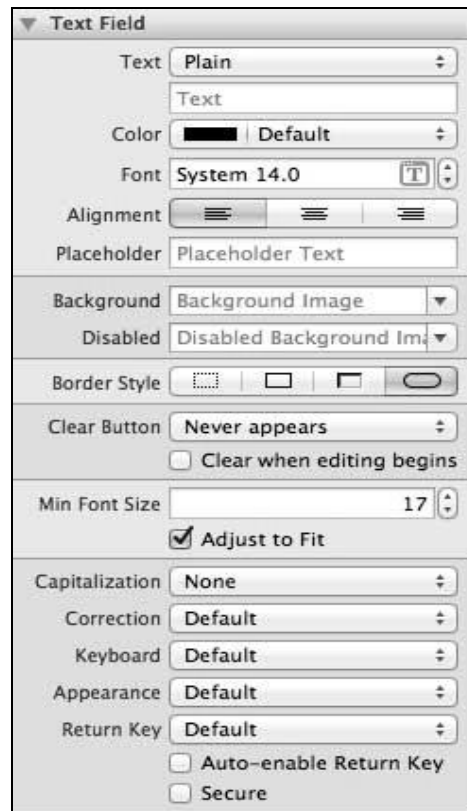 Text Field
Text Plain
Text
Color Default
Font System 14.0 T
Alignment
Placeholder Placeholder Text
Background Background Image
Disabled Disabled Background Ima
Border Style
Clear Button Never appears
Clear when editing begins
Min Font Size 17
Adjust to Fit
Capitalization None
Correction Default
Keyboard Default
Appearance Default
Return Key Default
Auto-enable Return Key
Secure